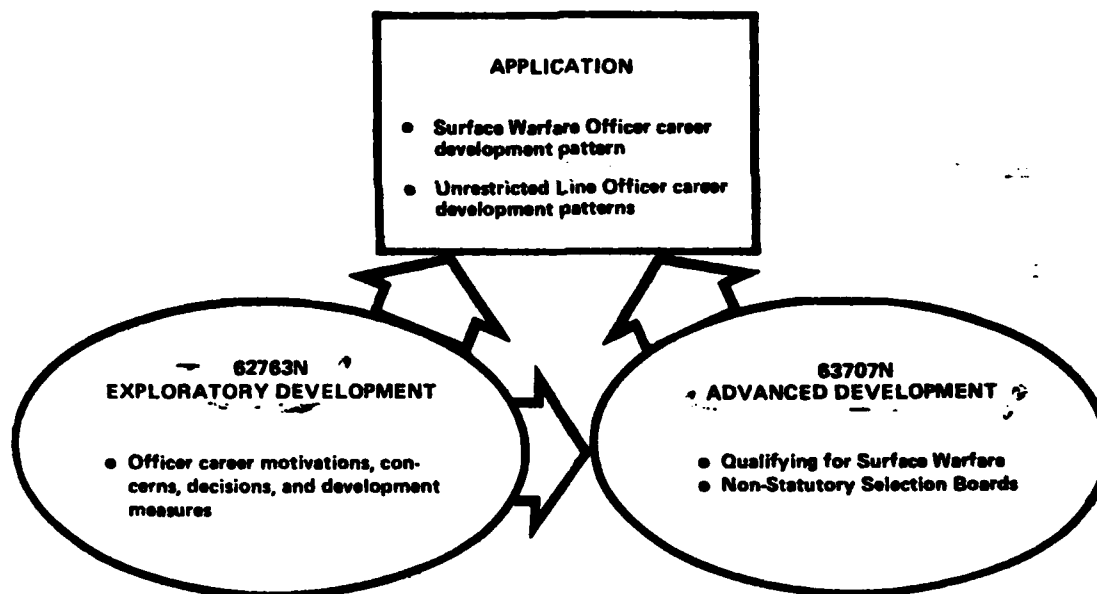 APPLICATION
• Surface Warfare Officer career
development pattern
• Unrestricted Line Officer career
development patterns
62763N
EXPLORATORY DEVELOPMENT
• Officer career motivations, con-
cerns, decisions, and development
measures
63707N
ADVANCED DEVELOPMENT
• Qualifying for Surface Warfare
• Non-Statutory Selection Boards